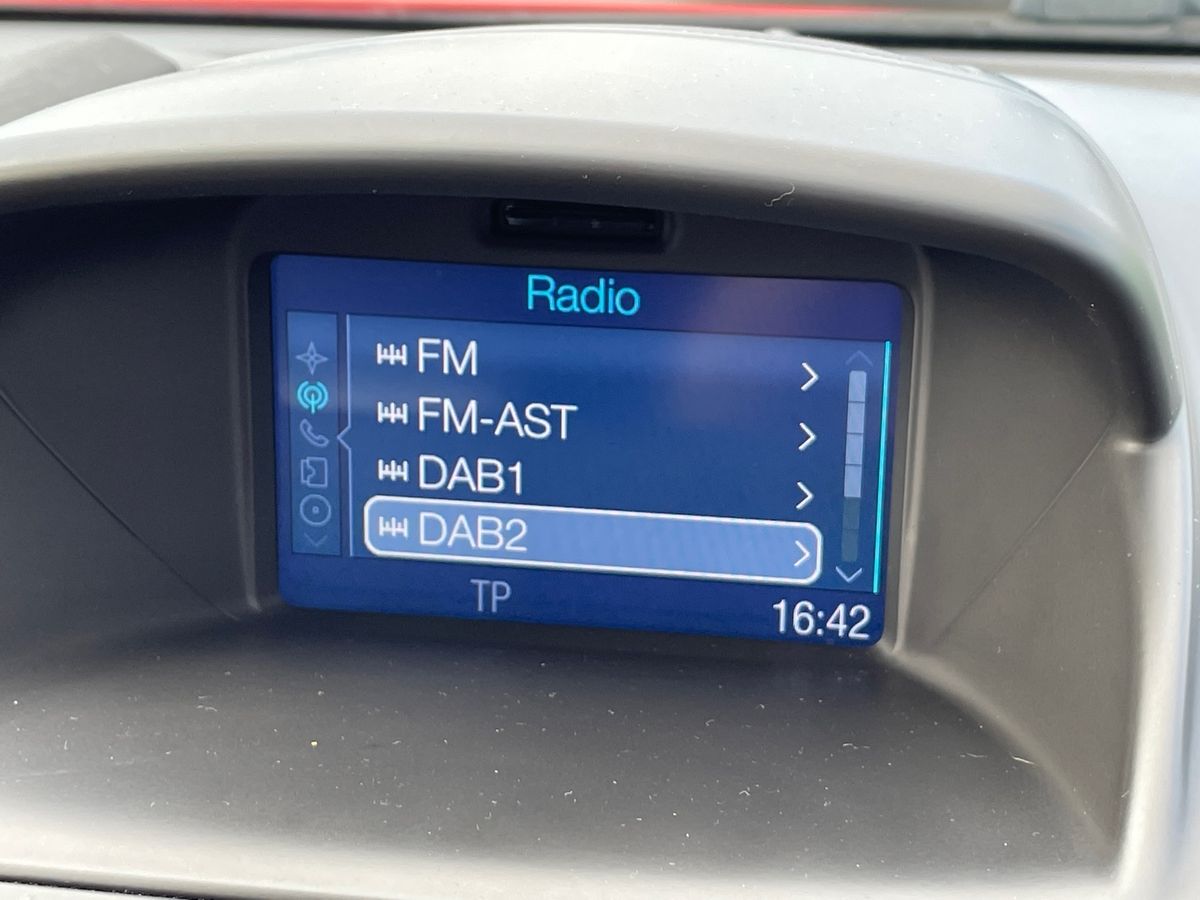 Radio
FM
FM-AST
DAB1
DAB2
TP
16:42